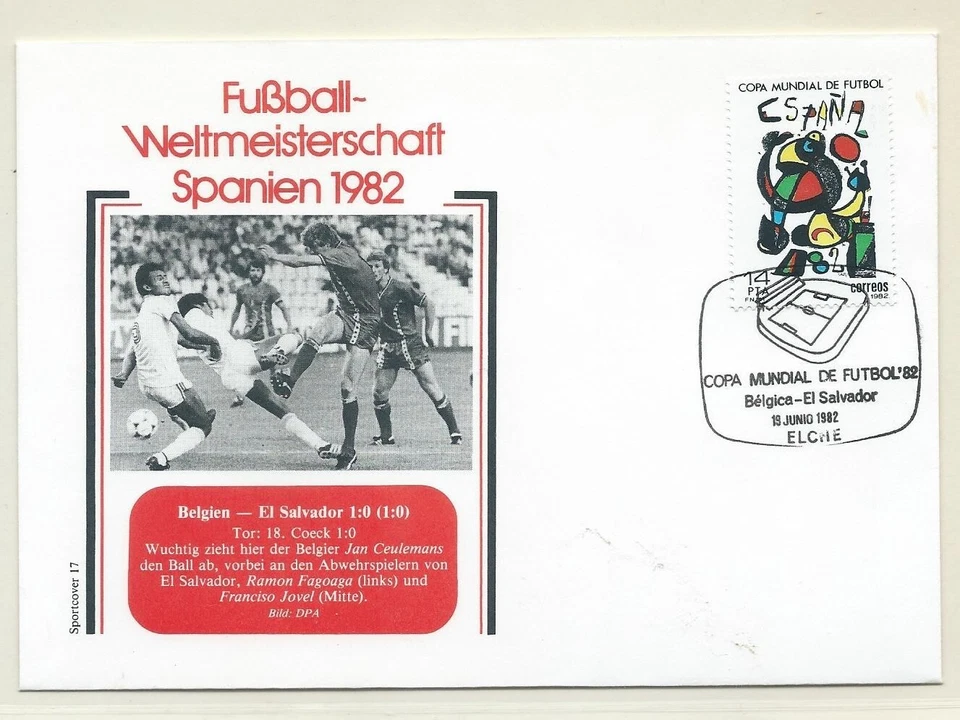 Fußball-
Weltmeisterschaft
Spanien 1982
Belgien — El Salvador 1:0 (1:0)
Tor: 18. Coeck 1:0
Wuchtig zieht hier der Belgier Jan Ceulemans
den Ball ab, vorbei an den Abwehrspielern von
El Salvador, Ramon Fagoaga (links) und
Franciso Jovel (Mitte).
Bild: DPA
Sportcover 17
COPA MUNDIAL DE FUTBOL
ESPAÑA
82
14
PTA
correos
1982
COPA MUNDIAL DE FUTBOL'82
Bélgica-El Salvador
19 JUNIO 1982
ELCHE